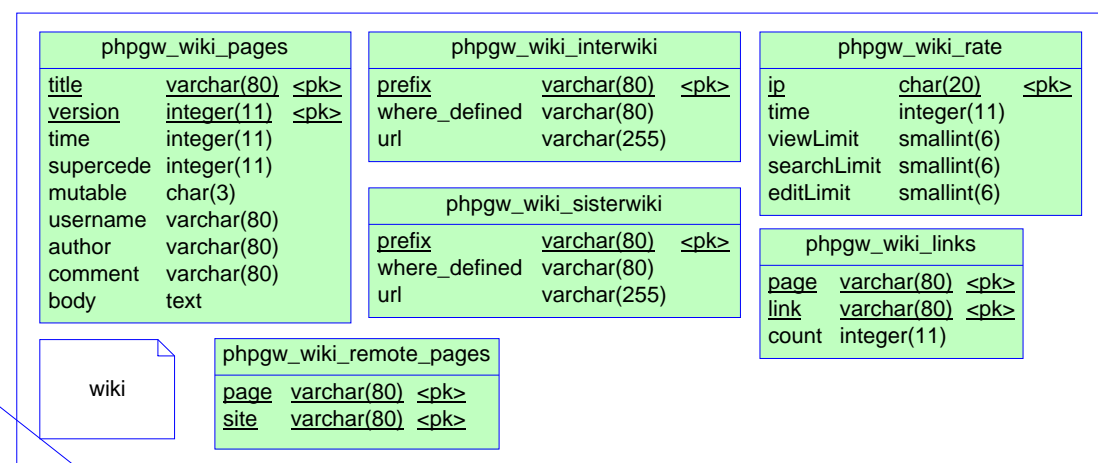 phpgw_wiki_pages
title varchar(80) <pk>
version integer(11) <pk>
time integer(11)
supercede integer(11)
mutable char(3)
username varchar(80)
author varchar(80)
comment varchar(80)
body text
phpgw_wiki_interwiki
prefix varchar(80) <pk>
where_defined varchar(80)
url varchar(255)
phpgw_wiki_rate
ip char(20) <pk>
time integer(11)
viewLimit smallint(6)
searchLimit smallint(6)
editLimit smallint(6)
phpgw_wiki_sisterwiki
prefix varchar(80) <pk>
where_defined varchar(80)
url varchar(255)
phpgw_wiki_links
page varchar(80) <pk>
link varchar(80) <pk>
count integer(11)
wiki
phpgw_wiki_remote_pages
page varchar(80) <pk>
site varchar(80) <pk>